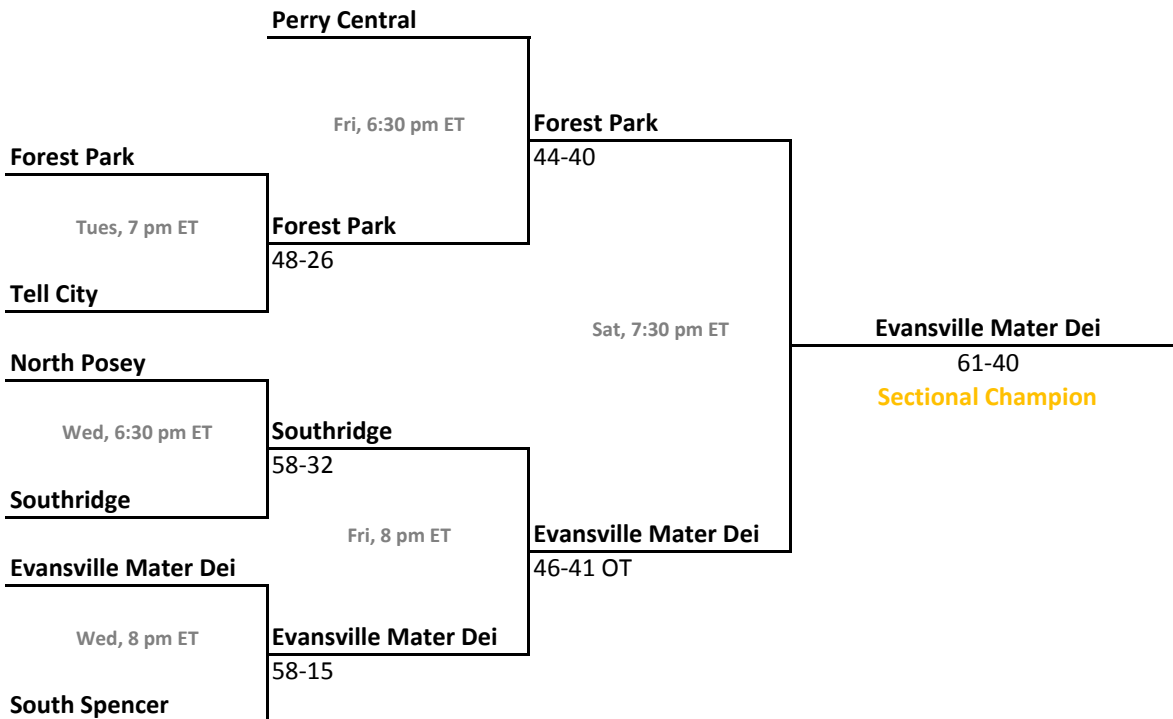 Perry Central
Fri, 6:30 pm ET
Forest Park
44-40
Forest Park
Tues, 7 pm ET
Forest Park
48-26
Tell City
Sat, 7:30 pm ET
Evansville Mater Dei
61-40
Sectional Champion
North Posey
Wed, 6:30 pm ET
Southridge
58-32
Southridge
Fri, 8 pm ET
Evansville Mater Dei
46-41 OT
Evansville Mater Dei
Wed, 8 pm ET
Evansville Mater Dei
58-15
South Spencer